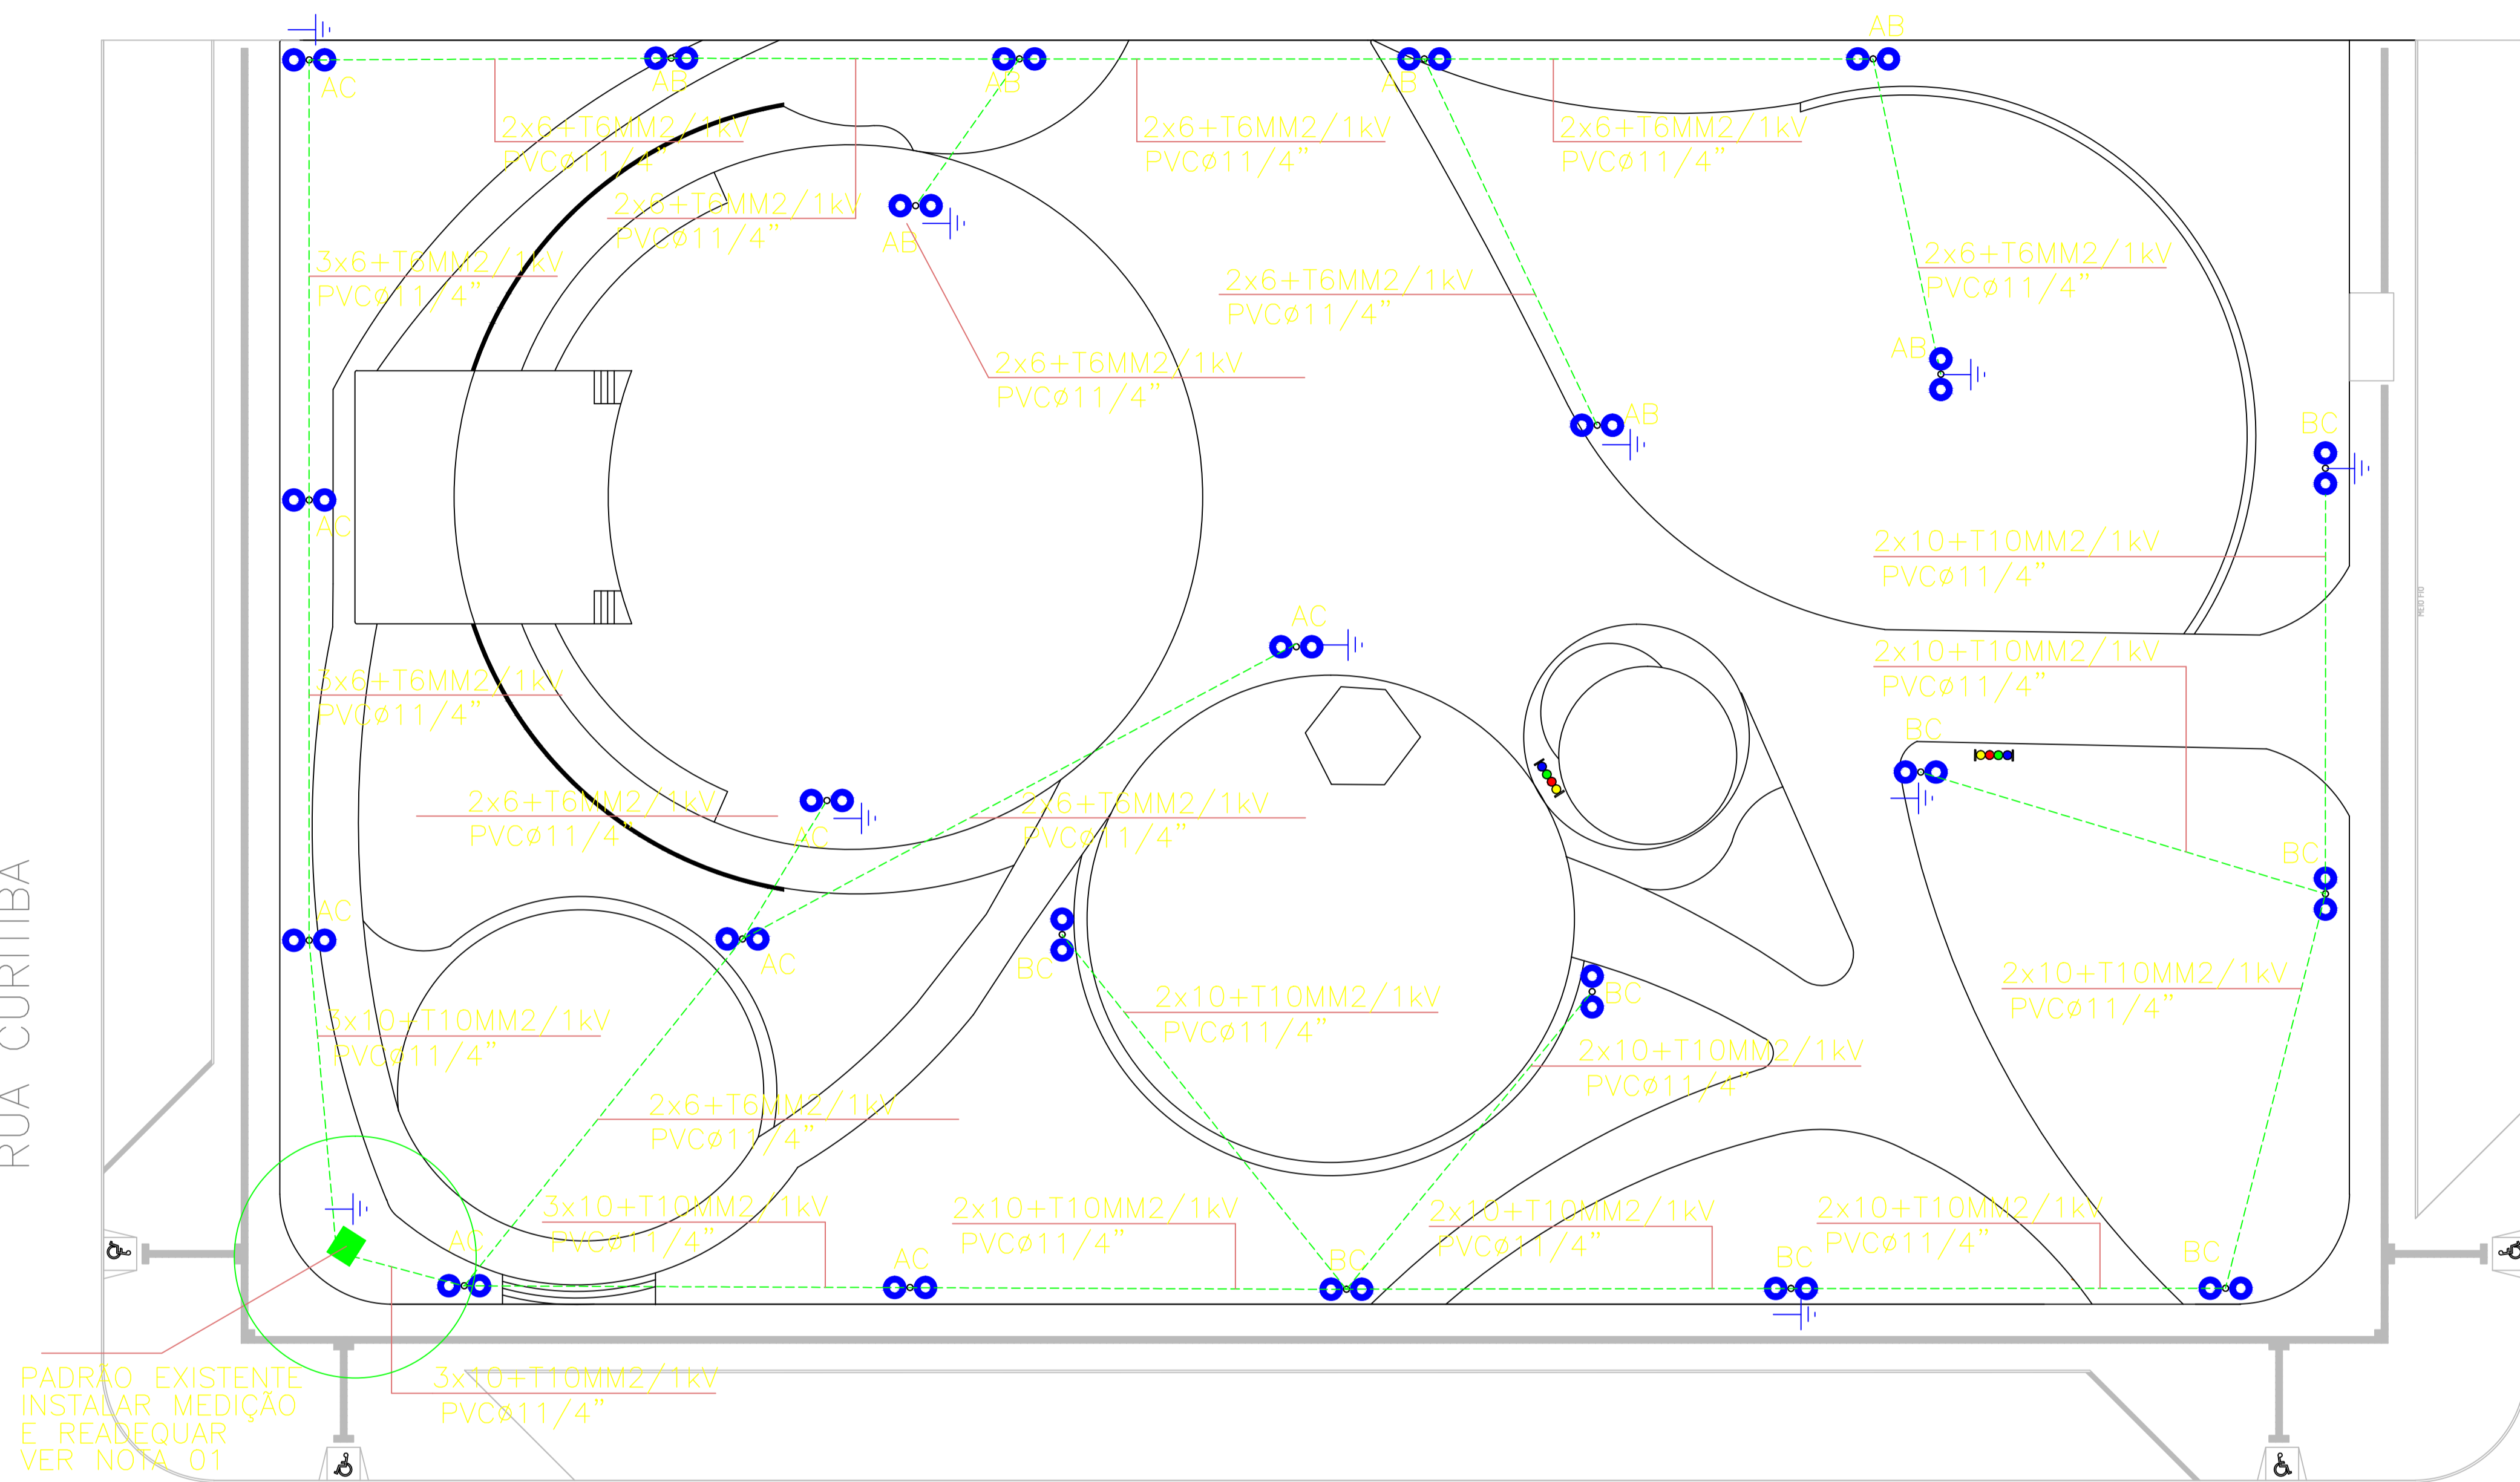 AB
AC
AB
AB
AB
2x6+T6MM2/1kV
PVCø11/4"
2x6+T6MM2/1kV
PVCø11/4"
2x6+T6MM2/1kV
PVCø11/4"
2x6+T6MM2/1kV
PVCø11/4"
AB
3x6+T6MM2/1kV
PVCø11/4"
2x6+T6MM2/1kV
PVCø11/4"
2x6+T6MM2/1kV
PVCø11/4"
2x6+T6MM2/1kV
PVCø11/4"
AB
AB
BC
AC
2x10+T10MM2/1kV
PVCø11/4"
MEIO FIO
AC
2x10+T10MM2/1kV
PVCø11/4"
3x6+T6MM2/1kV
PVCø11/4"
BC
2x6+T6MM2/1kV
PVCø11/4"
2x6+T6MM2/1kV
PVCø11/4"
AC
BC
AC
AC
BC
BC
2x10+T10MM2/1kV
PVCø11/4"
2x10+T10MM2/1kV
PVCø11/4"
3x10+T10MM2/1kV
PVCø11/4"
2x10+T10MM2/1kV
PVCø11/4"
RUA CURITIBA
2x6+T6MM2/1kV
PVCø11/4"
3x10+T10MM2/1kV
PVCø11/4"
2x10+T10MM2/1kV
PVCø11/4"
2x10+T10MM2/1kV
PVCø11/4"
2x10+T10MM2/1kV
PVCø11/4"
AC
AC
BC
BC
BC
PADRÃO EXISTENTE
INSTALAR MEDIÇÃO
E READEQUAR
VER NOTA 01
3x10+T10MM2/1kV
PVCø11/4"